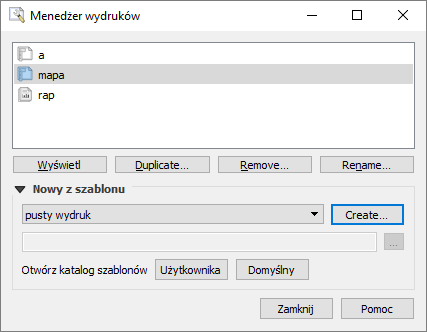 Menedżer wydruków
a
mapa
rap
Wyświetl Duplicate... Remove... Rename...
Nowy z szablonu
pusty wydruk Create...
...
Otwórz katalog szablonów Użytkownika Domyślny
Zamknij Pomoc